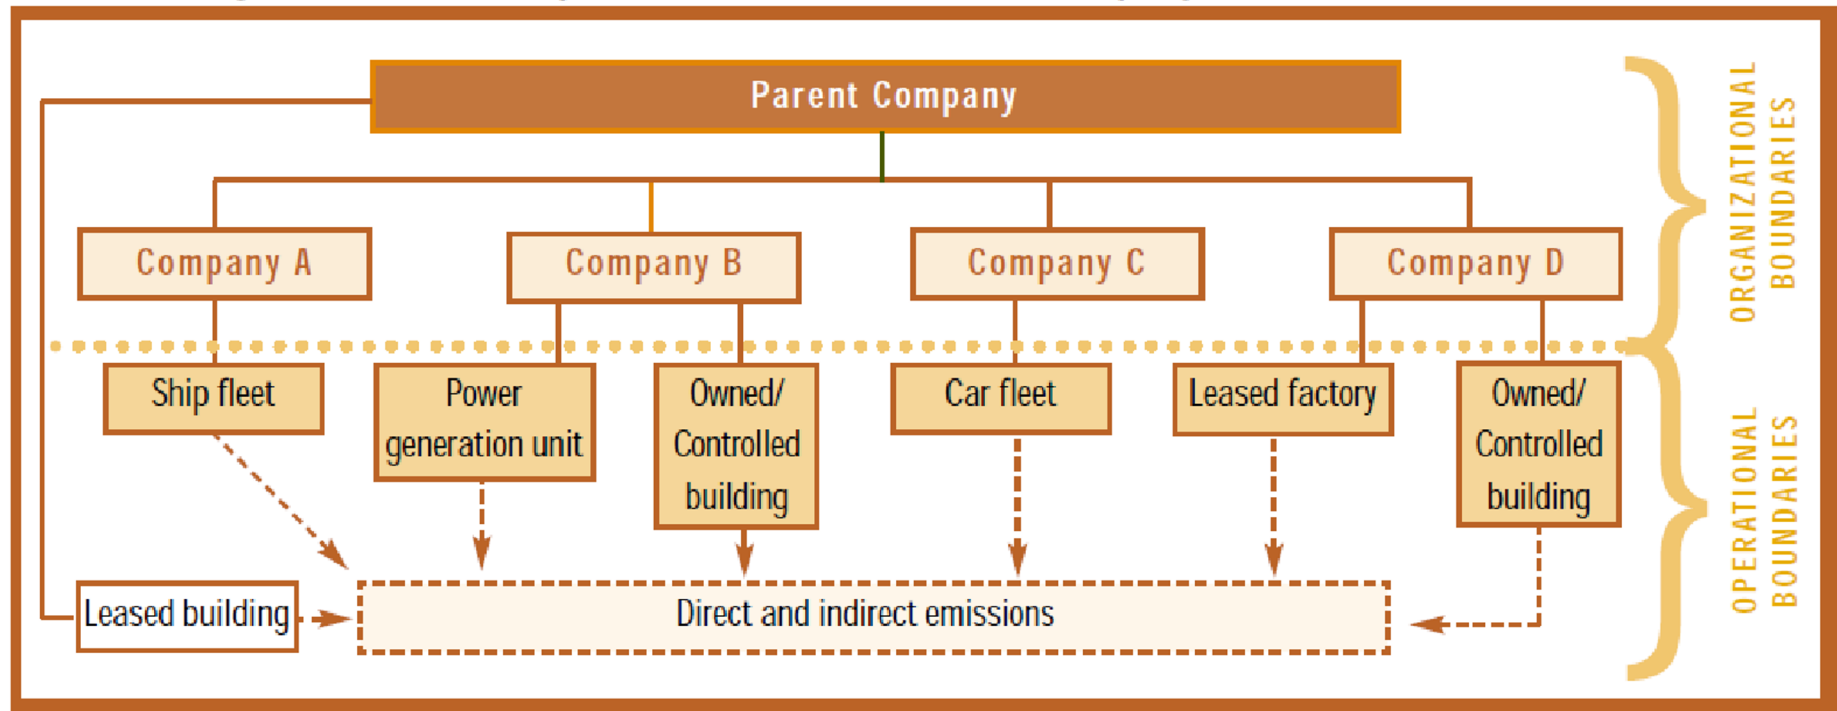 Parent Company
ORGANIZATIONAL
BOUNDARIES
Company A
Company B
Company C
Company D
Ship fleet
Power
generation unit
Owned/
Controlled
building
Car fleet
Leased factory
Owned/
Controlled
building
OPERATIONAL
BOUNDARIES
Leased building
Direct and indirect emissions